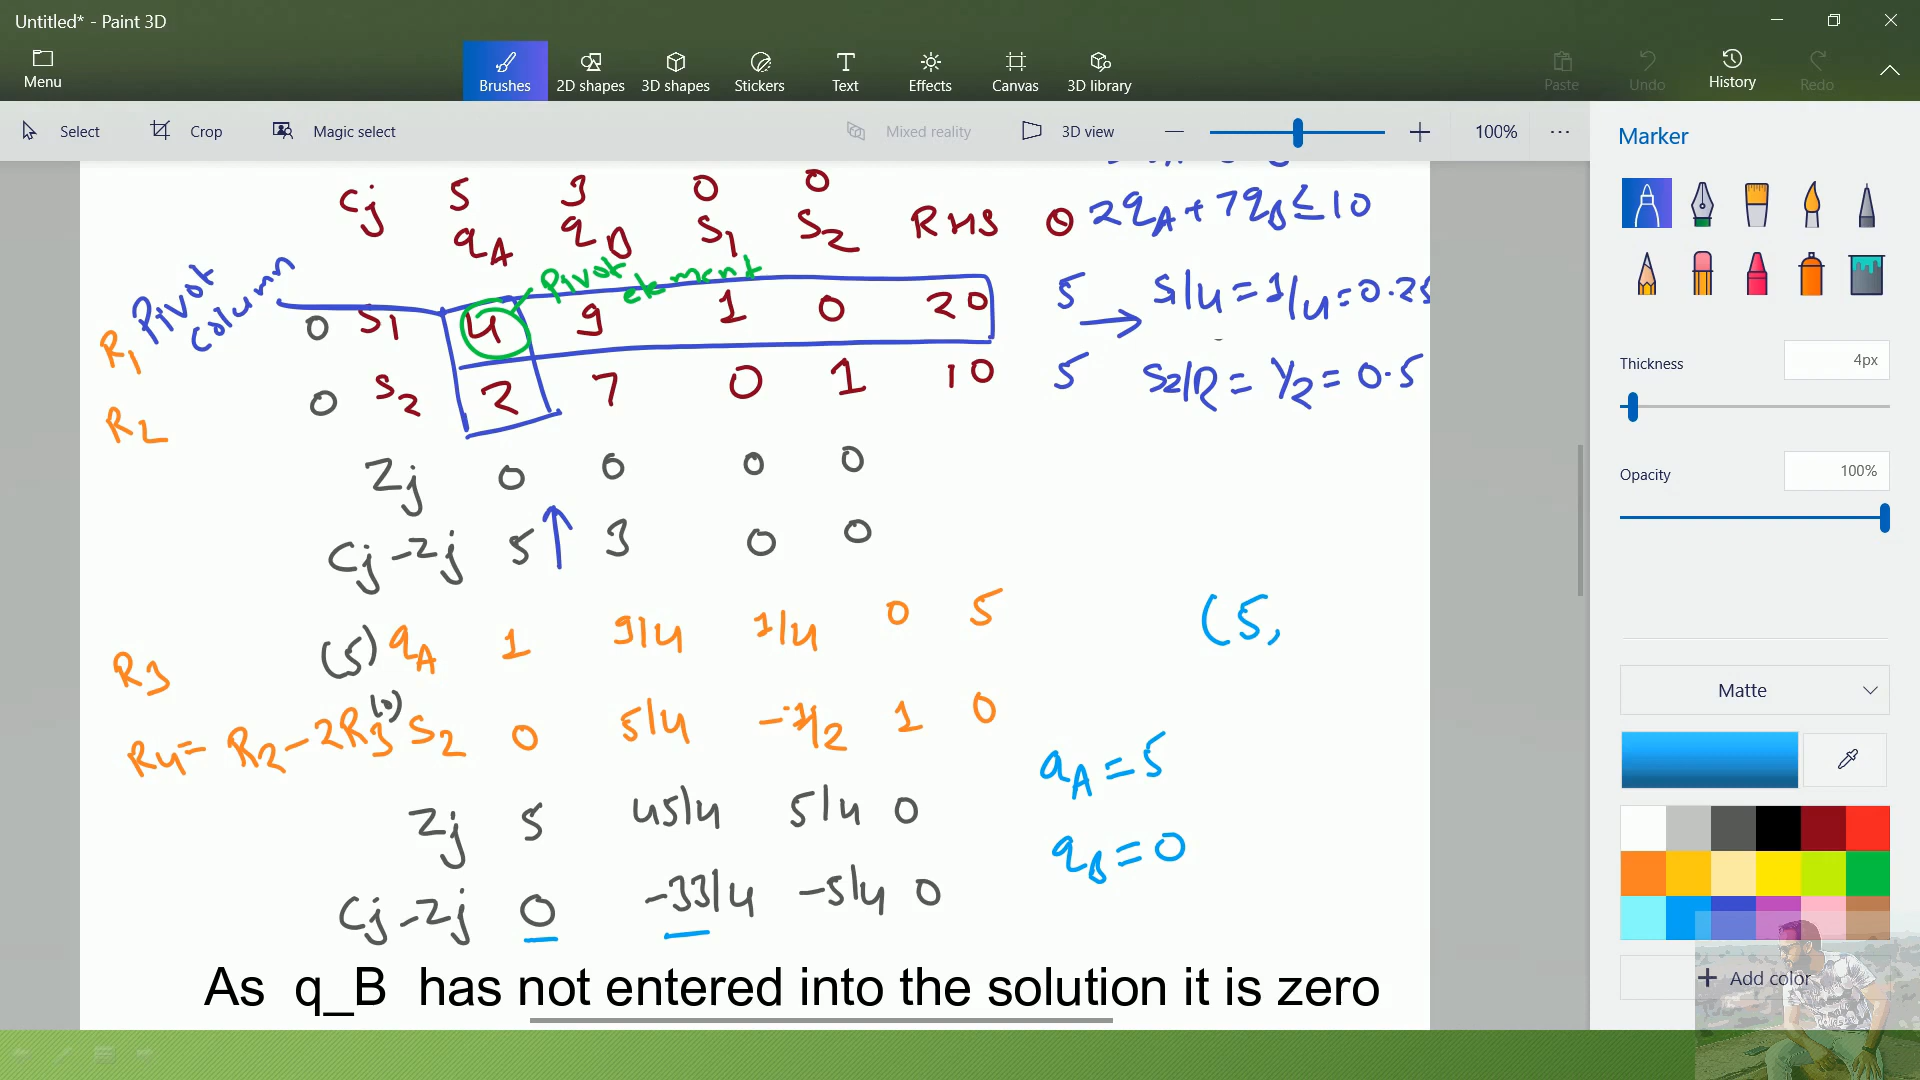 Untitled* - Paint 3D
Menu
Brushes 2D shapes 3D shapes Stickers Text Effects Canvas 3D library Paste Undo History Redo
Select Crop Magic select Mixed reality 3D view 100%
Marker
Thickness 4px
Opacity 100%
Matte
+ Add color
Cj 5 3 0 0
qA qB S1 S2 RHS θ
2qA + 7qB ≤ 10
Pivot column
Pivot element
R1 0 S1 4 9 1 0 20 5 → S1/4 = 1/4 = 0.25
R2 0 S2 2 7 0 1 10 5 S2/2 = 1/2 = 0.5
Zj 0 0 0 0
Cj-Zj 5 ↑ 3 0 0
R3 (5) qA 1 9/4 1/4 0 5
(5,
R4 = R2 - 2R3 (0) S2 0 5/4 -1/2 1 0
qA = 5
Zj 5 45/4 5/4 0
qB = 0
Cj-Zj 0 -33/4 -5/4 0
As q_B has not entered into the solution it is zero